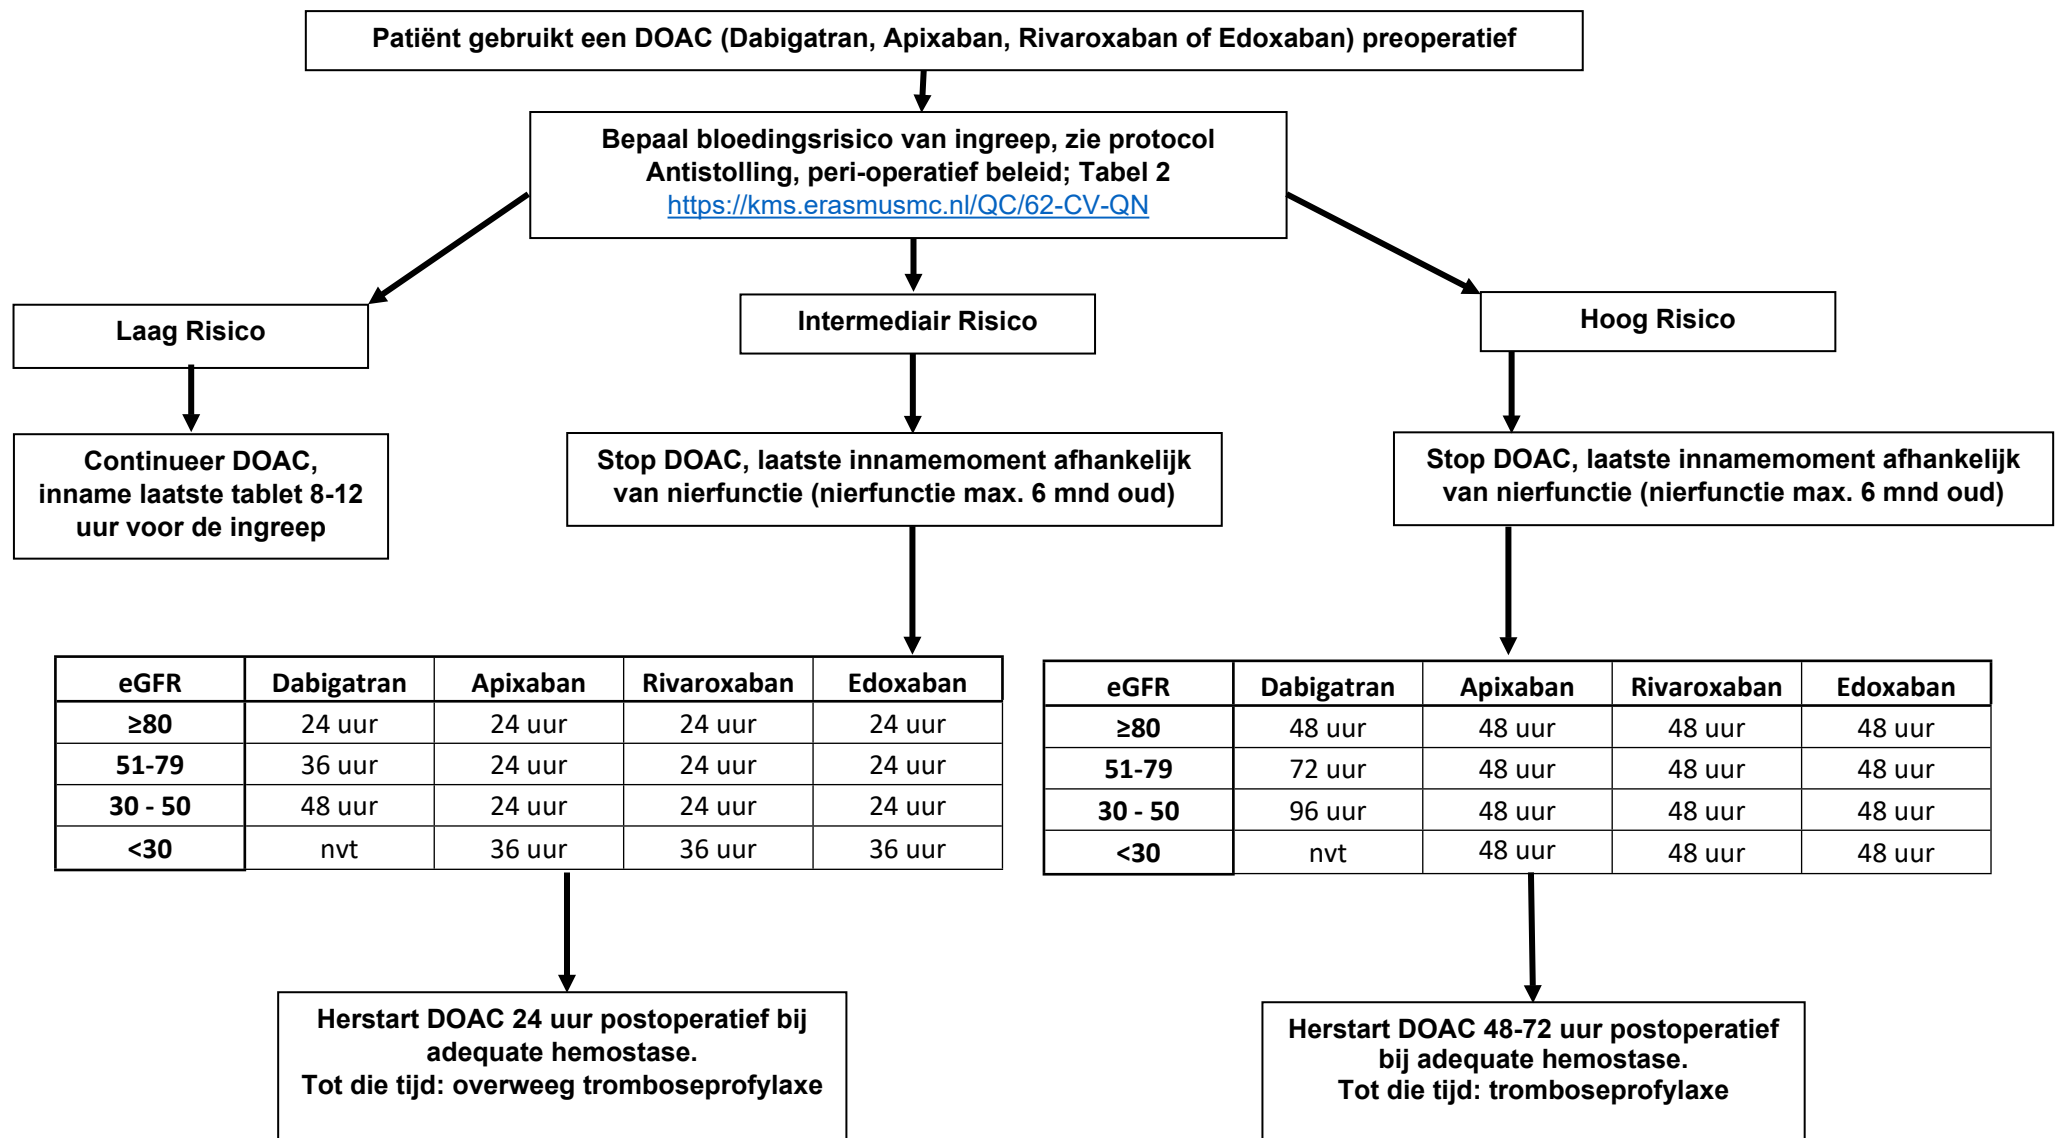 Patiënt gebruikt een DOAC (Dabigatran, Apixaban, Rivaroxaban of Edoxaban) preoperatief
Bepaal bloedingsrisico van ingreep, zie protocol
Antistolling, peri-operatief beleid; Tabel 2
https://kms.erasmusmc.nl/QC/62-CV-QN
Laag Risico
Intermediair Risico
Hoog Risico
Continueer DOAC,
inname laatste tablet 8-12
uur voor de ingreep
Stop DOAC, laatste innamemoment afhankelijk
van nierfunctie (nierfunctie max. 6 mnd oud)
Stop DOAC, laatste innamemoment afhankelijk
van nierfunctie (nierfunctie max. 6 mnd oud)
eGFR Dabigatran Apixaban Rivaroxaban Edoxaban
≥80 24 uur 24 uur 24 uur 24 uur
51-79 36 uur 24 uur 24 uur 24 uur
30 - 50 48 uur 24 uur 24 uur 24 uur
<30 nvt 36 uur 36 uur 36 uur
eGFR Dabigatran Apixaban Rivaroxaban Edoxaban
≥80 48 uur 48 uur 48 uur 48 uur
51-79 72 uur 48 uur 48 uur 48 uur
30 - 50 96 uur 48 uur 48 uur 48 uur
<30 nvt 48 uur 48 uur 48 uur
Herstart DOAC 24 uur postoperatief bij
adequate hemostase.
Tot die tijd: overweeg tromboseprofylaxe
Herstart DOAC 48-72 uur postoperatief
bij adequate hemostase.
Tot die tijd: tromboseprofylaxe